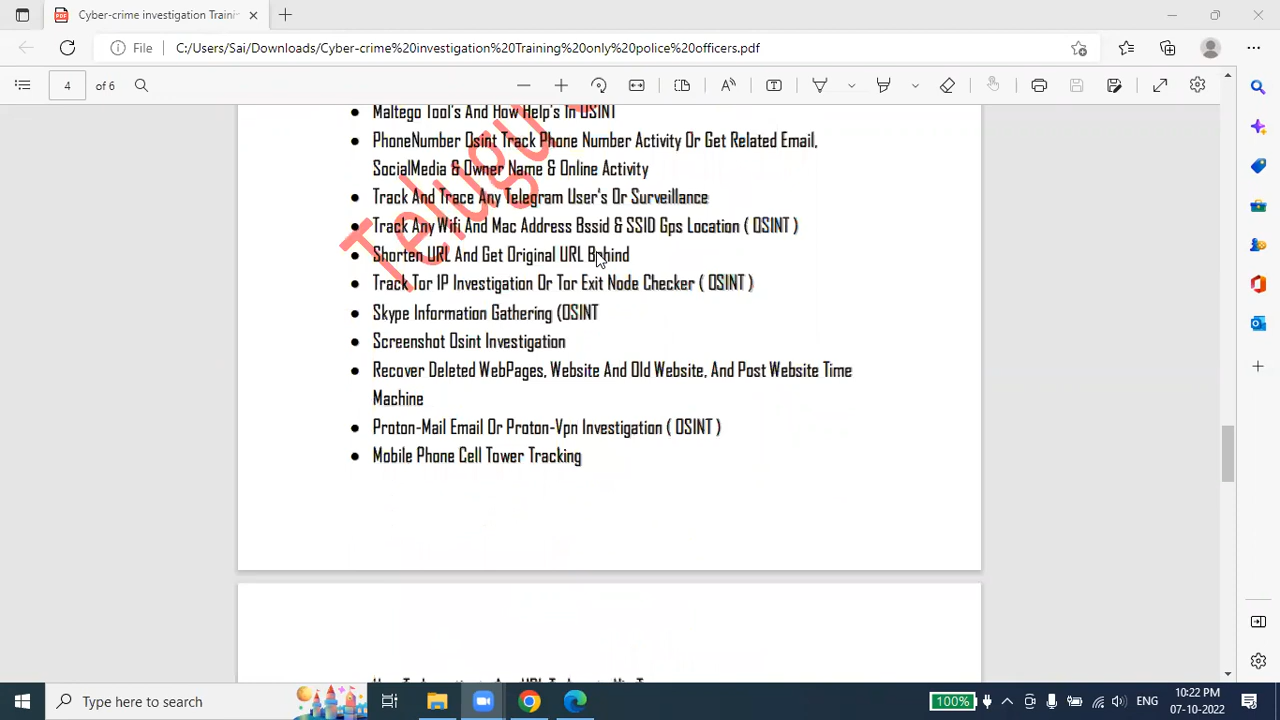 Cyber-crime investigation Trainin
File
C:/Users/Sai/Downloads/Cyber-crime%20investigation%20Training%20only%20police%20officers.pdf
4 of 6
Maltego Tool's And How Help's In OSINT
PhoneNumber Osint Track Phone Number Activity Or Get Related Email,
SocialMedia & Owner Name & Online Activity
Track And Trace Any Telegram User's Or Surveillance
Track Any Wifi And Mac Address Bssid & SSID Gps Location ( OSINT )
Shorten URL And Get Original URL Behind
Track Tor IP Investigation Or Tor Exit Node Checker ( OSINT )
Skype Information Gathering (OSINT
Screenshot Osint Investigation
Recover Deleted WebPages, Website And Old Website, And Post Website Time
Machine
Proton-Mail Email Or Proton-Vpn Investigation ( OSINT )
Mobile Phone Cell Tower Tracking
Telugu
Type here to search
100%
ENG
10:22 PM
07-10-2022